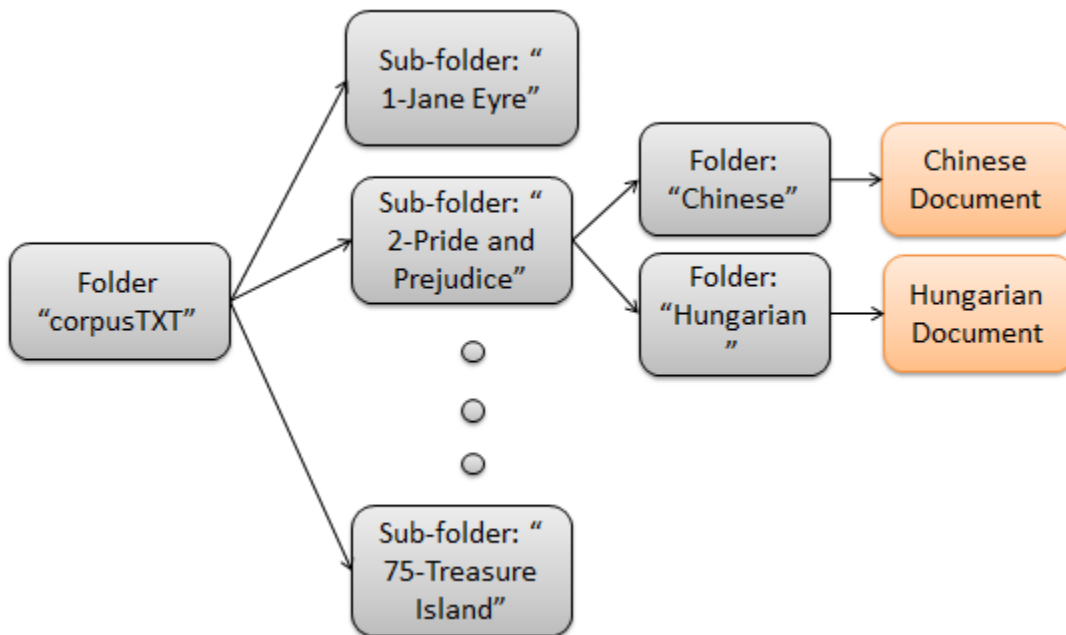 Sub-folder: “
1-Jane Eyre”
Folder:
“Chinese”
Chinese
Document
Sub-folder: “
2-Pride and
Prejudice”
Folder
“corpusTXT”
Folder:
“Hungarian
”
Hungarian
Document
Sub-folder: “
75-Treasure
Island”